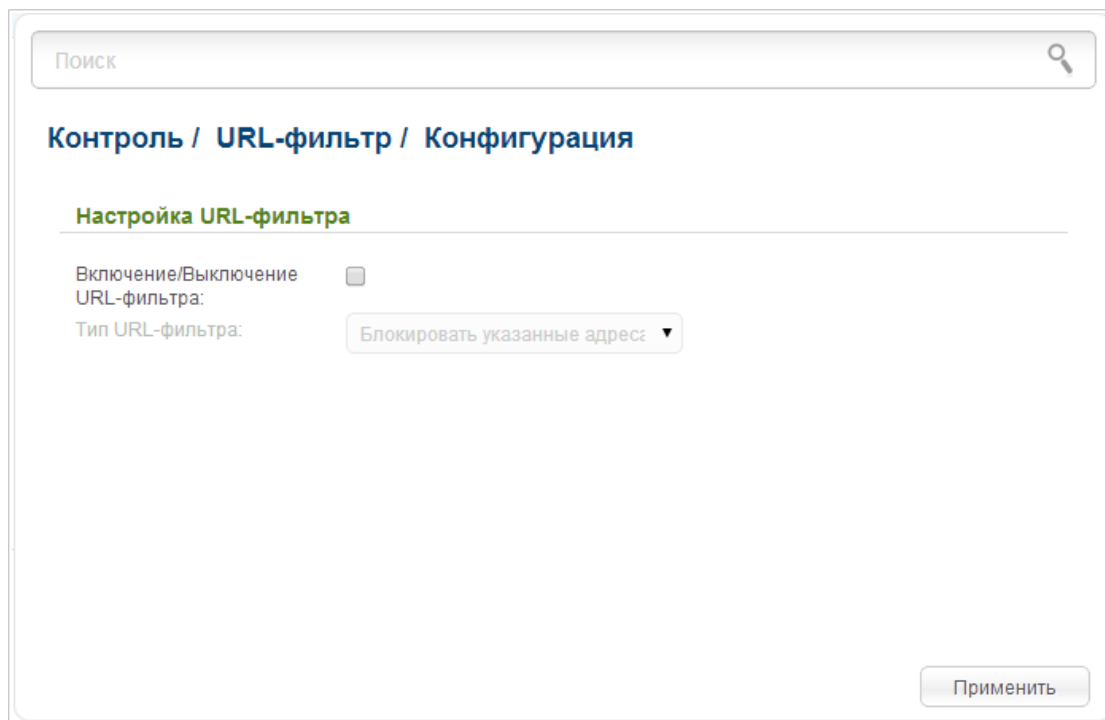 Поиск
Контроль / URL-фильтр / Конфигурация
Настройка URL-фильтра
Включение/Выключение
URL-фильтра:
Тип URL-фильтра:
Блокировать указанные адреса
Применить